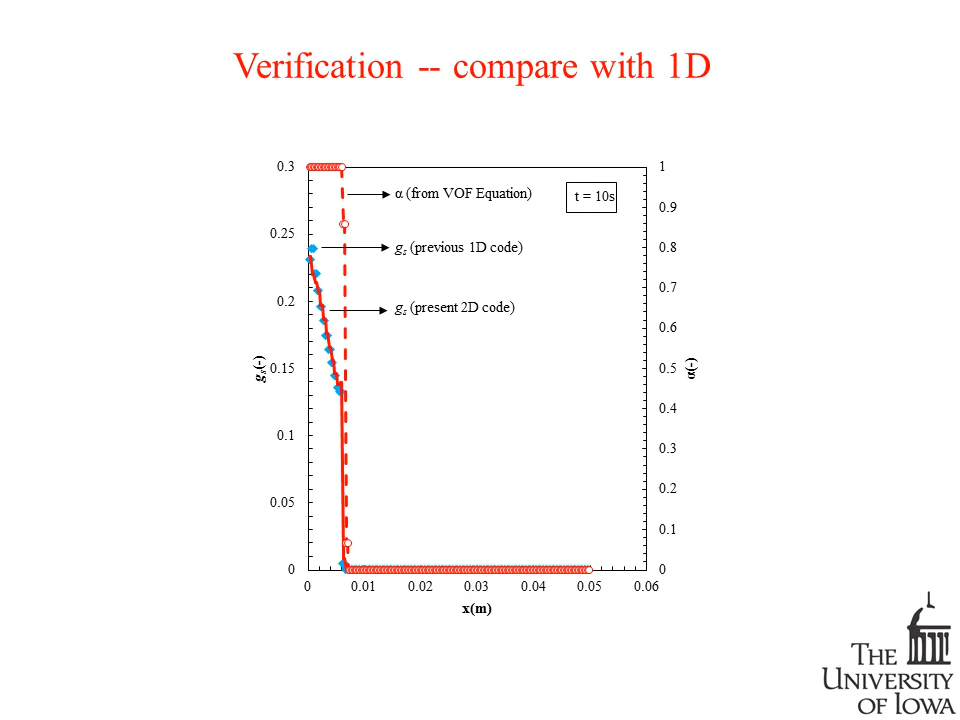 Verification -- compare with 1D
0.3
0.25
0.2
0.15
0.1
0.05
0
gs(-)
α (from VOF Equation)
t = 10s
gs (previous 1D code)
gs (present 2D code)
1
0.9
0.8
0.7
0.6
0.5
0.4
0.3
0.2
0.1
0
α(-)
0 0.01 0.02 0.03 0.04 0.05 0.06
x(m)
THE
UNIVERSITY
OF IOWA